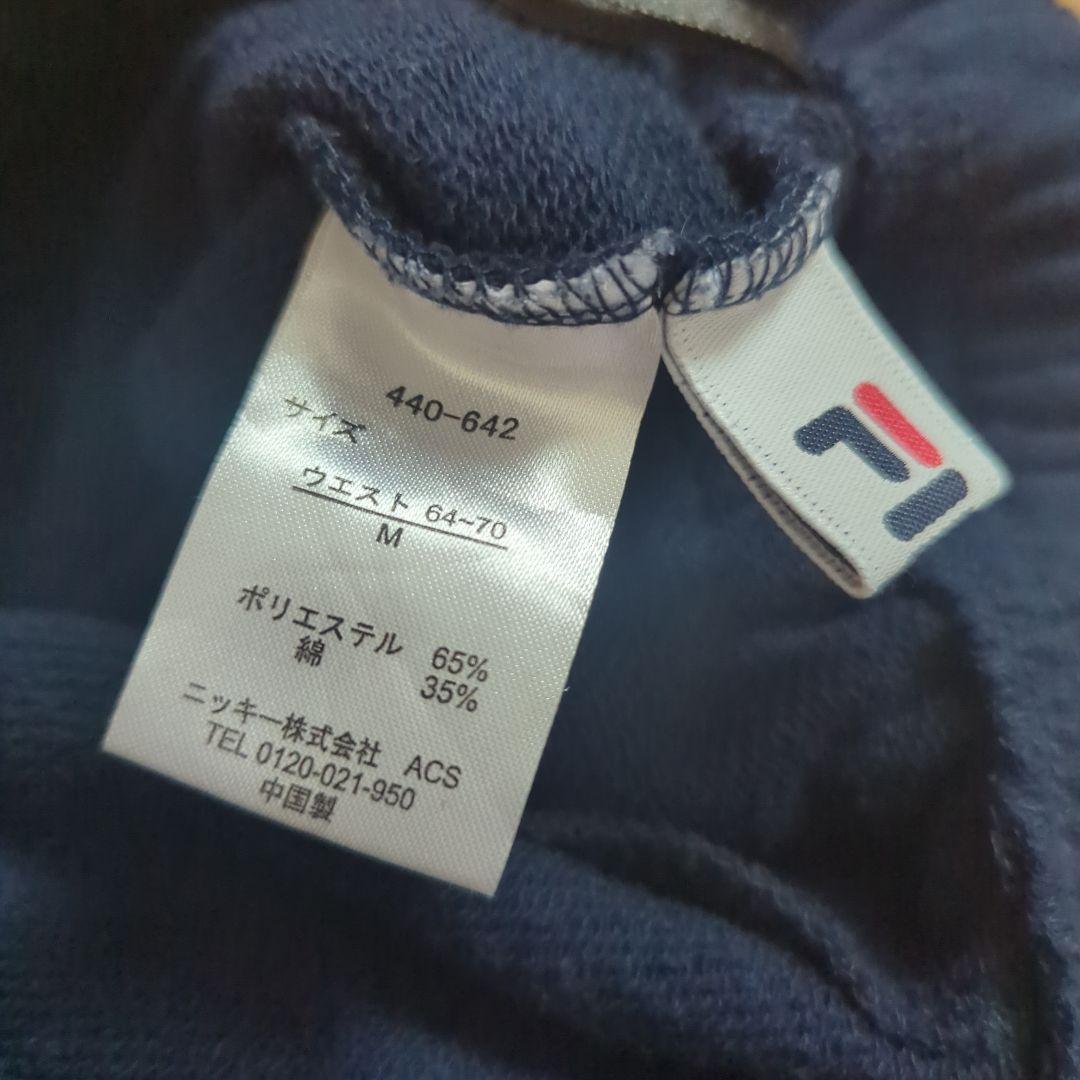 440-642
サイズ
ウエスト 64~70
M
ポリエステル 65%
綿 35%
ニッキー株式会社 ACS
TEL 0120-021-950
中国製